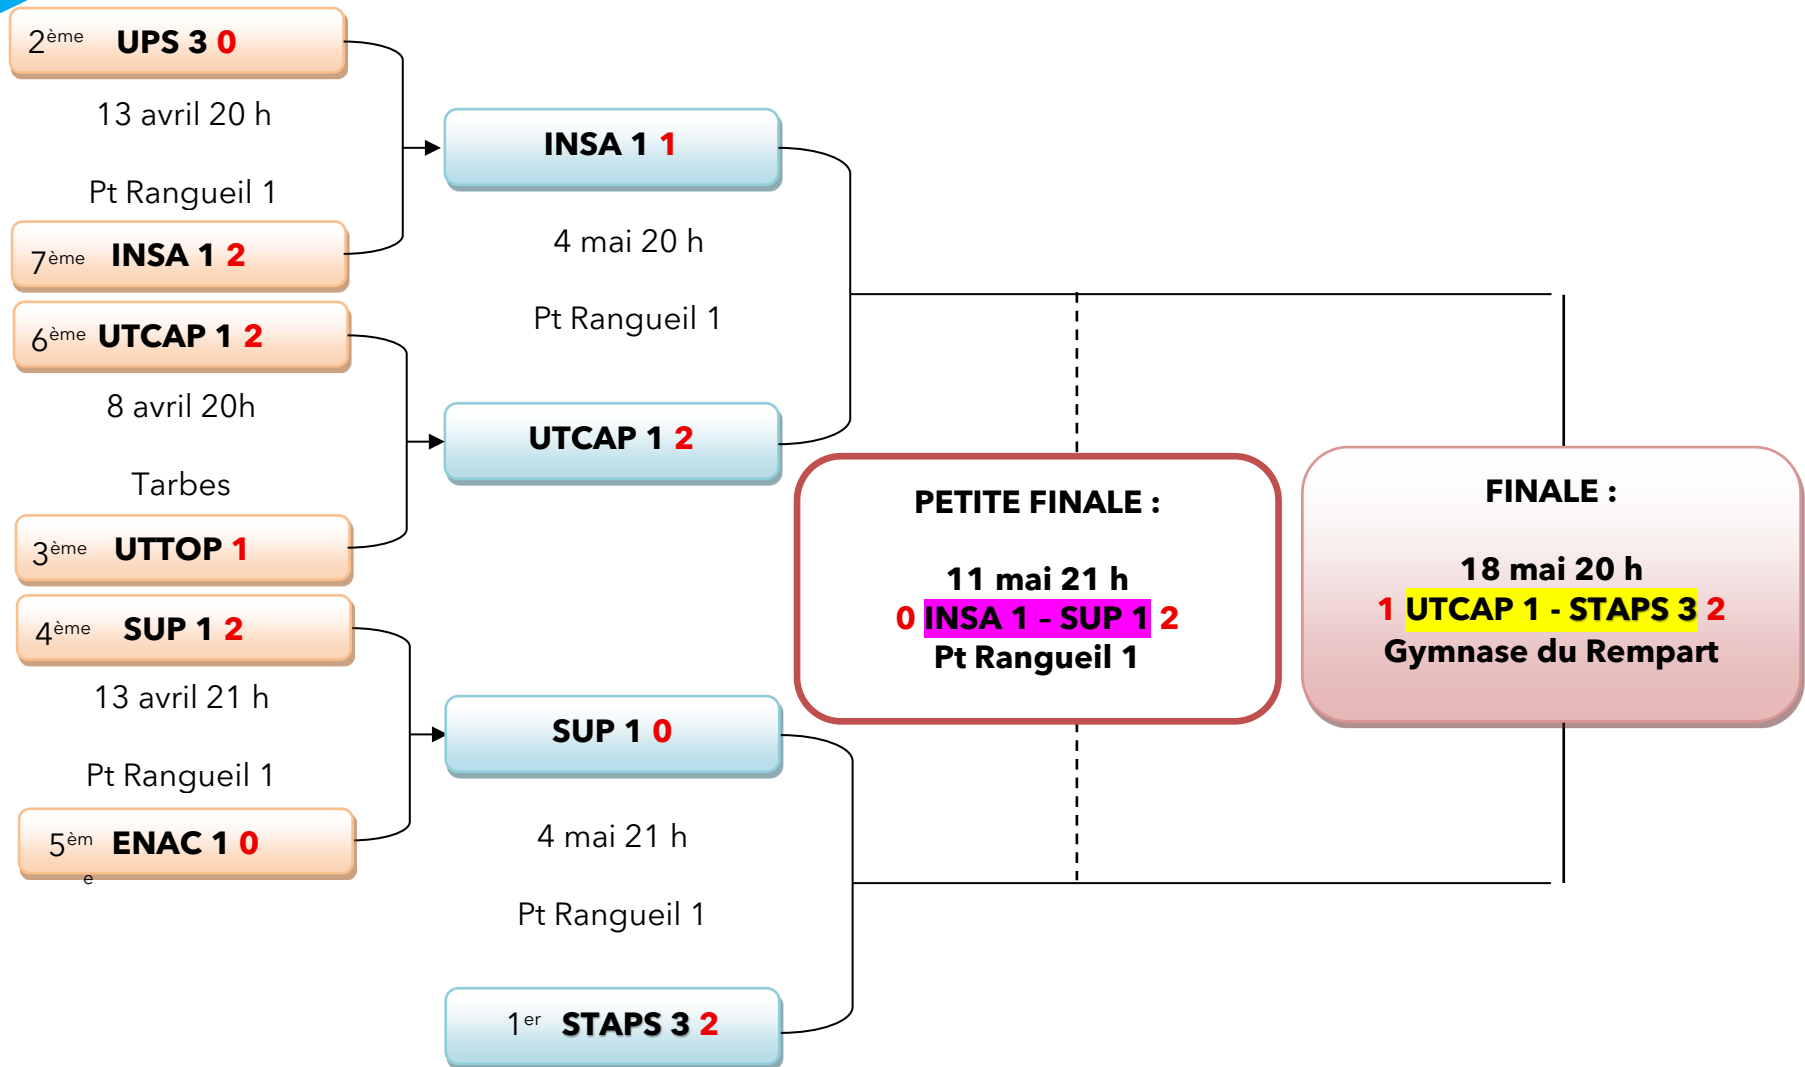 2ème UPS 3 0
13 avril 20 h
Pt Rangueil 1
7ème INSA 1 2
6ème UTCAP 1 2
8 avril 20h
Tarbes
3ème UTTOP 1
4ème SUP 1 2
13 avril 21 h
Pt Rangueil 1
5èm
e
ENAC 1 0
INSA 1 1
4 mai 20 h
Pt Rangueil 1
UTCAP 1 2
SUP 1 0
4 mai 21 h
Pt Rangueil 1
1er STAPS 3 2
PETITE FINALE :
11 mai 21 h
0 INSA 1 – SUP 1 2
Pt Rangueil 1
FINALE :
18 mai 20 h
1 UTCAP 1 - STAPS 3 2
Gymnase du Rempart